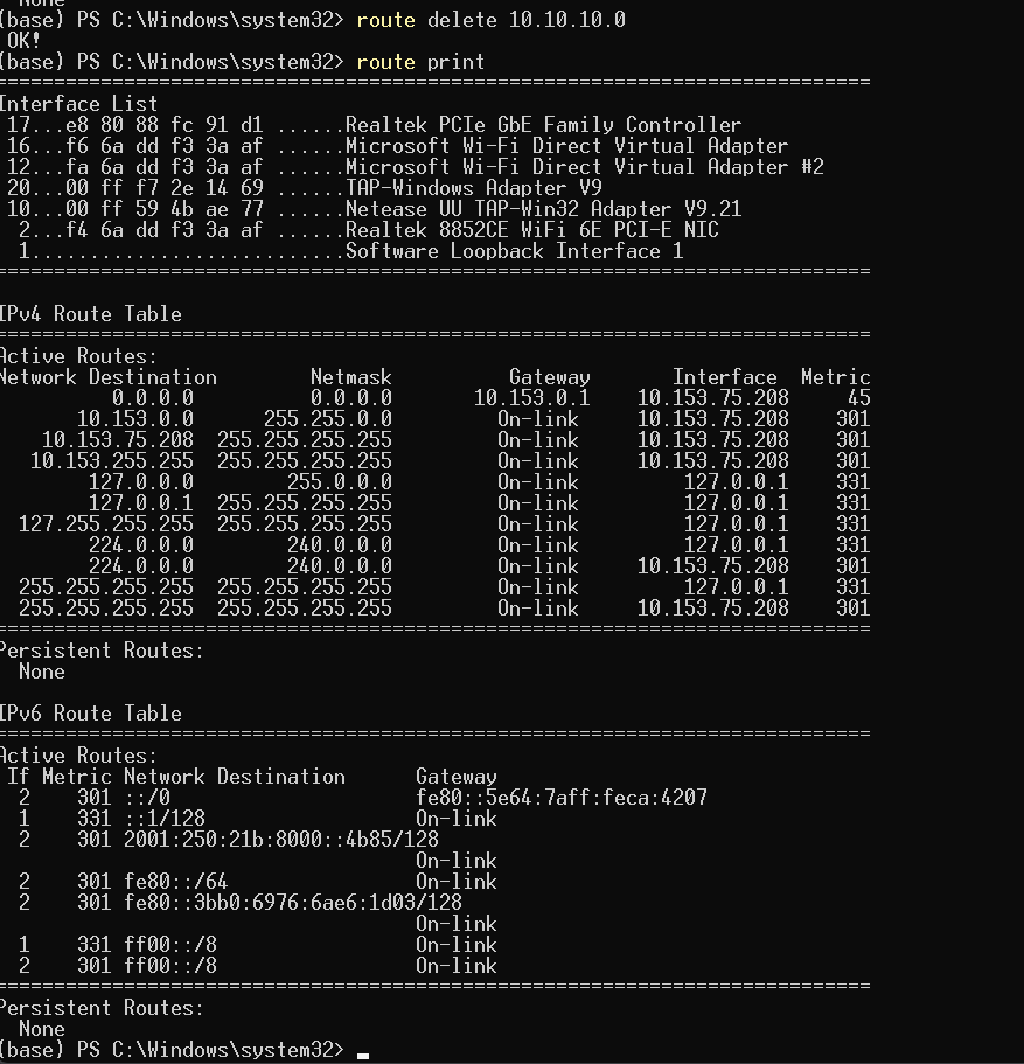 None
(base) PS C:\Windows\system32> route delete 10.10.10.0
OK!
(base) PS C:\Windows\system32> route print
===========================================================================
Interface List
17...e8 80 88 fc 91 d1 ......Realtek PCIe GbE Family Controller
16...f6 6a dd f3 3a af ......Microsoft Wi-Fi Direct Virtual Adapter
12...fa 6a dd f3 3a af ......Microsoft Wi-Fi Direct Virtual Adapter #2
20...00 ff f7 2e 14 69 ......TAP-Windows Adapter V9
10...00 ff 59 4b ae 77 ......Netease UU TAP-Win32 Adapter V9.21
2...f4 6a dd f3 3a af ......Realtek 8852CE WiFi 6E PCI-E NIC
1...........................Software Loopback Interface 1
===========================================================================
IPv4 Route Table
===========================================================================
Active Routes:
Network Destination        Netmask          Gateway       Interface  Metric
0.0.0.0          0.0.0.0       10.153.0.1    10.153.75.208     45
10.153.0.0      255.255.0.0         On-link     10.153.75.208    301
10.153.75.208  255.255.255.255         On-link     10.153.75.208    301
10.153.255.255  255.255.255.255         On-link     10.153.75.208    301
127.0.0.0        255.0.0.0         On-link         127.0.0.1    331
127.0.0.1  255.255.255.255         On-link         127.0.0.1    331
127.255.255.255  255.255.255.255         On-link         127.0.0.1    331
224.0.0.0        240.0.0.0         On-link         127.0.0.1    331
224.0.0.0        240.0.0.0         On-link     10.153.75.208    301
255.255.255.255  255.255.255.255         On-link         127.0.0.1    331
255.255.255.255  255.255.255.255         On-link     10.153.75.208    301
===========================================================================
Persistent Routes:
None
IPv6 Route Table
===========================================================================
Active Routes:
If Metric Network Destination      Gateway
2    301 ::/0                     fe80::5e64:7aff:feca:4207
1    331 ::1/128                  On-link
2    301 2001:250:21b:8000::4b85/128
On-link
2    301 fe80::/64                On-link
2    301 fe80::3bb0:6976:6ae6:1d03/128
On-link
1    331 ff00::/8                 On-link
2    301 ff00::/8                 On-link
===========================================================================
Persistent Routes:
None
(base) PS C:\Windows\system32>